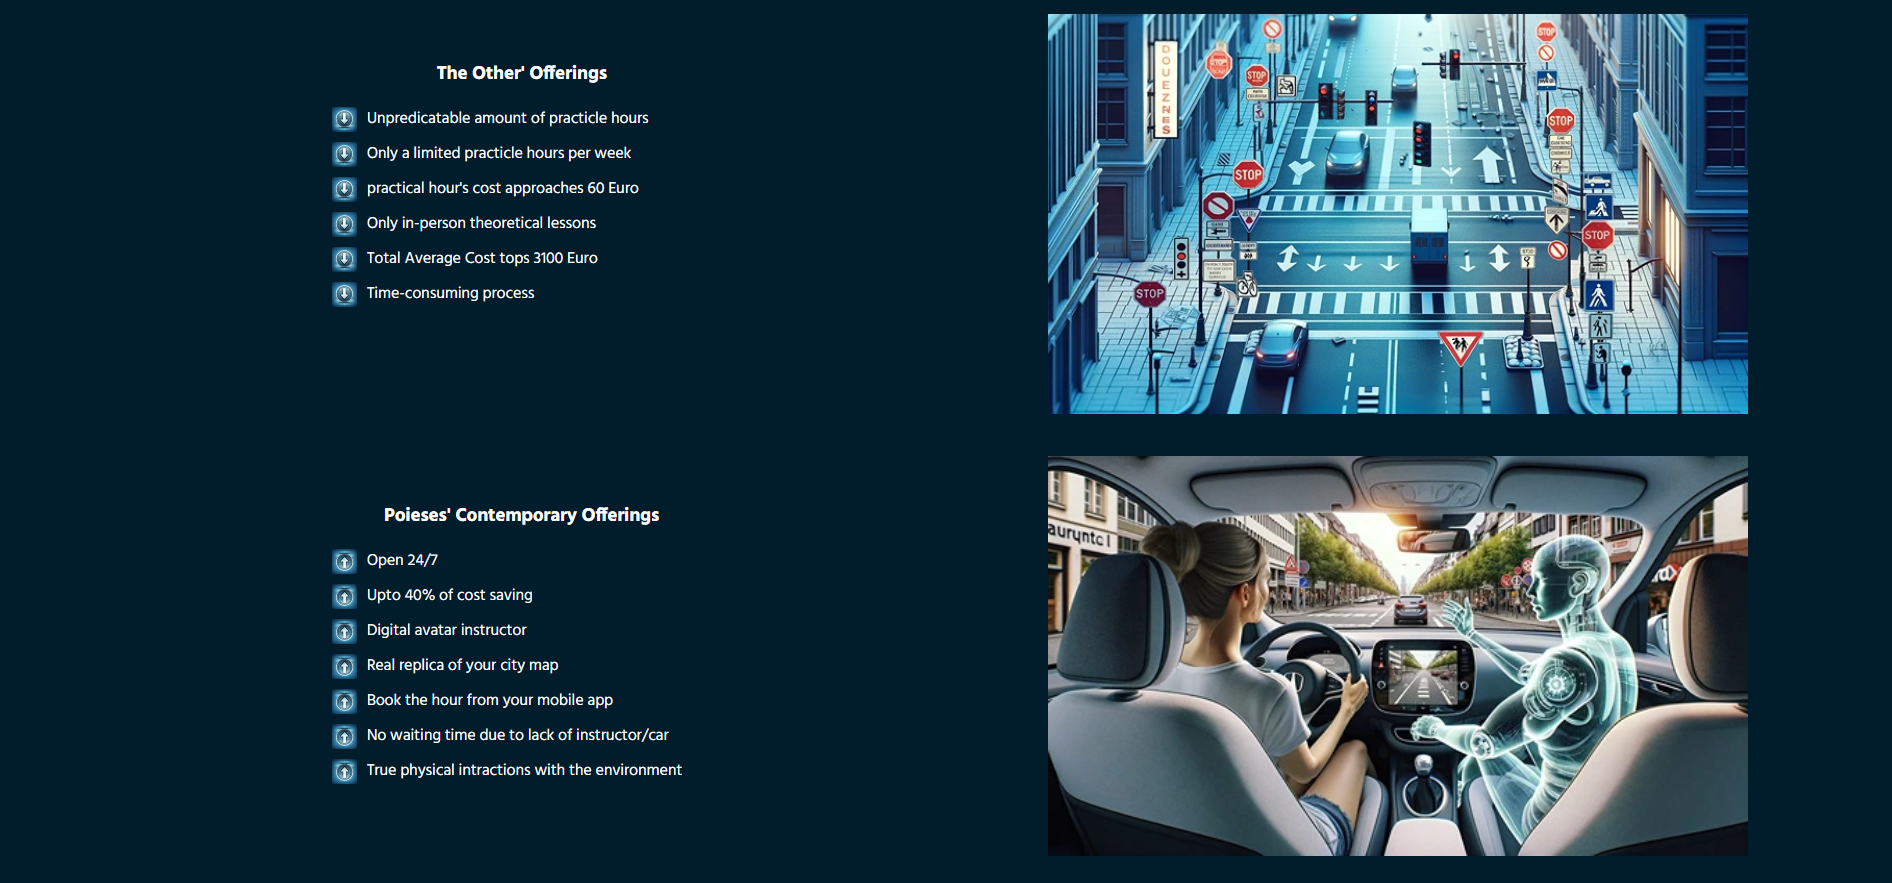 The Other' Offerings
Unpredicatable amount of practicle hours
Only a limited practicle hours per week
practical hour's cost approaches 60 Euro
Only in-person theoretical lessons
Total Average Cost tops 3100 Euro
Time-consuming process
DOUEZNES
STOP
STOP
STOP
STOP
STOP
STOP
STOP
Poieses' Contemporary Offerings
Open 24/7
Upto 40% of cost saving
Digital avatar instructor
Real replica of your city map
Book the hour from your mobile app
No waiting time due to lack of instructor/car
True physical intractions with the environment